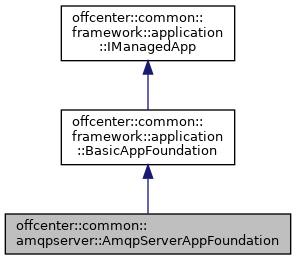 offcenter::common::
framework::application
::IManagedApp
offcenter::common::
framework::application
::BasicAppFoundation
offcenter::common::
amqpserver::AmqpServerAppFoundation